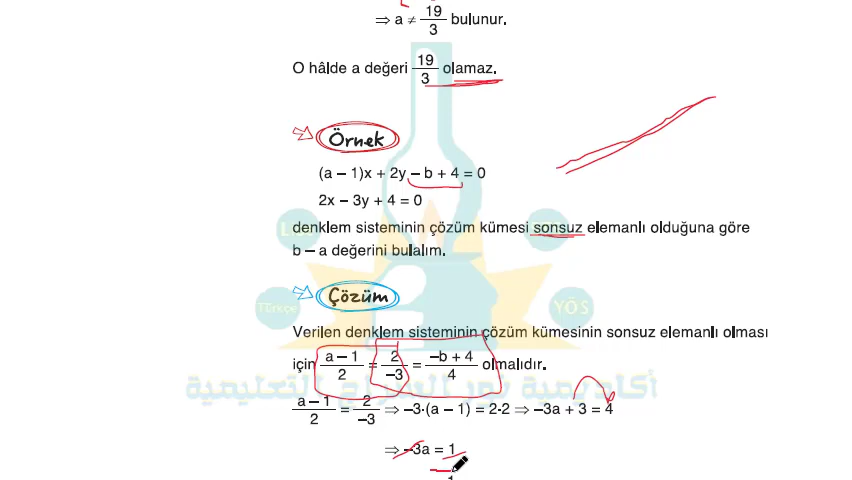 ⇒ a ≠ 19/3 bulunur.
O hâlde a değeri 19/3 olamaz.
Örnek
(a – 1)x + 2y – b + 4 = 0
2x – 3y + 4 = 0
denklem sisteminin çözüm kümesi sonsuz elemanlı olduğuna göre
b – a değerini bulalım.
Çözüm
Türkçe YÖS
Verilen denklem sisteminin çözüm kümesinin sonsuz elemanlı olması
için (a – 1)/2 = 2/(–3) = (–b + 4)/4 olmalıdır.
(a – 1)/2 = 2/(–3) ⇒ –3·(a – 1) = 2·2 ⇒ –3a + 3 = 4
⇒ –3a = 1